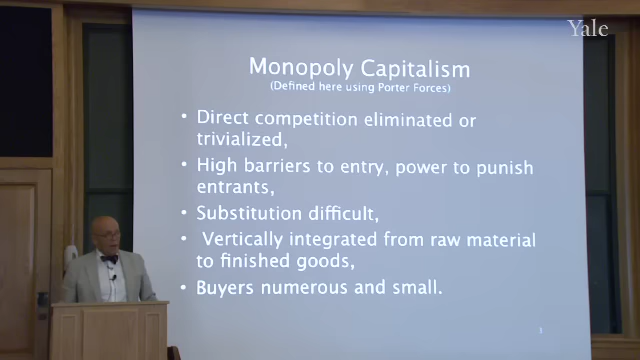 Yale
Monopoly Capitalism
(Defined here using Porter Forces)
• Direct competition eliminated or
trivialized,
• High barriers to entry, power to punish
entrants,
• Substitution difficult,
• Vertically integrated from raw material
to finished goods,
• Buyers numerous and small.